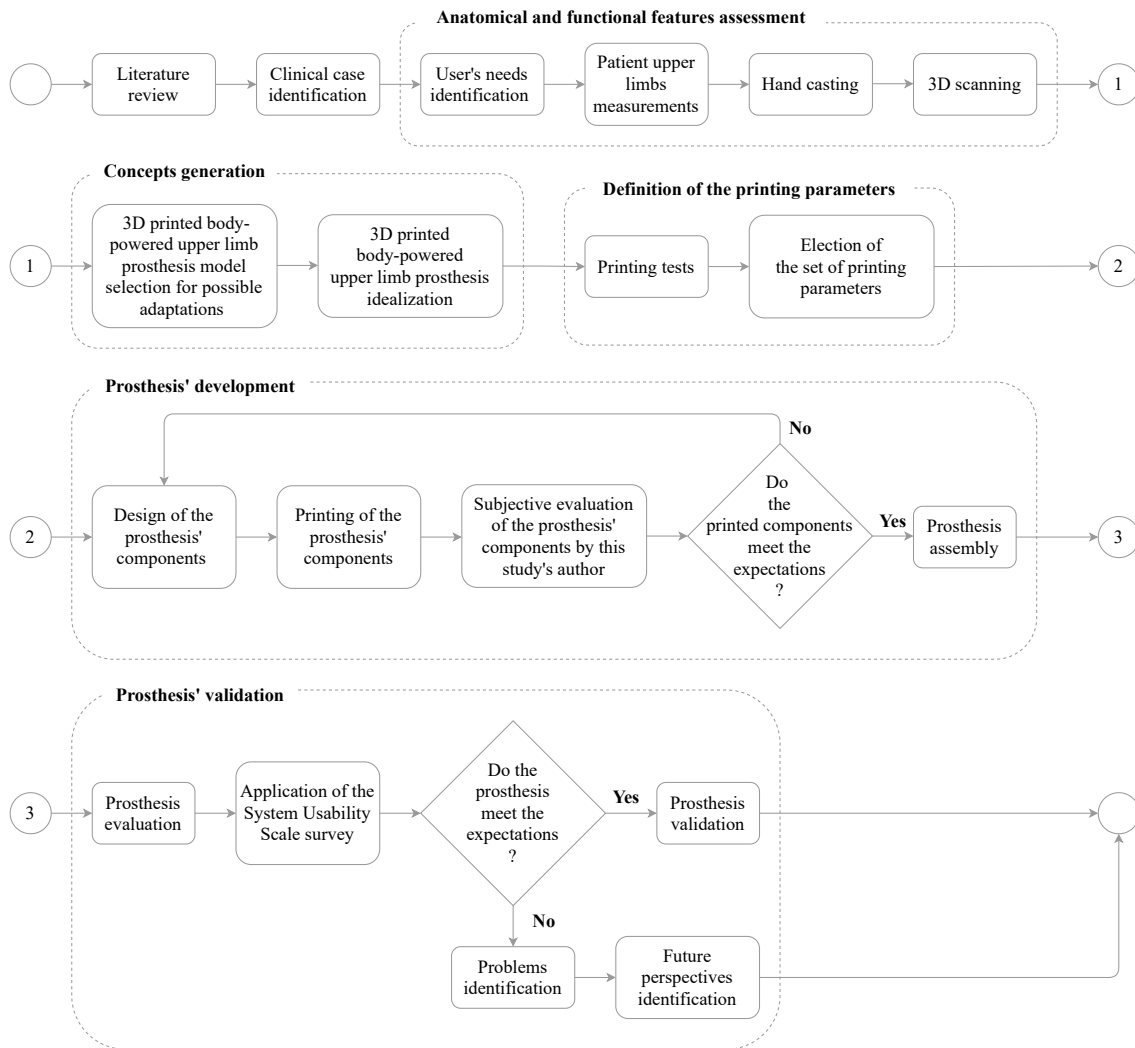 Anatomical and functional features assessment
Literature
review
Clinical case
identification
User's needs
identification
Patient upper
limbs
measurements
Hand casting
3D scanning
1
Concepts generation
Definition of the printing parameters
1
3D printed body-
powered upper limb
prosthesis model
selection for possible
adaptations
3D printed
body-powered
upper limb prosthesis
idealization
Printing tests
Election of
the set of printing
parameters
2
Prosthesis' development
No
2
Design of the
prosthesis'
components
Printing of the
prosthesis'
components
Subjective evaluation
of the prosthesis'
components by this
study's author
Do
the
printed components
meet the
expectations
?
Yes
Prosthesis
assembly
3
Prosthesis' validation
3
Prosthesis
evaluation
Application of the
System Usability
Scale survey
Do the
prosthesis
meet the
expectations
?
Yes
Prosthesis
validation
No
Problems
identification
Future
perspectives
identification